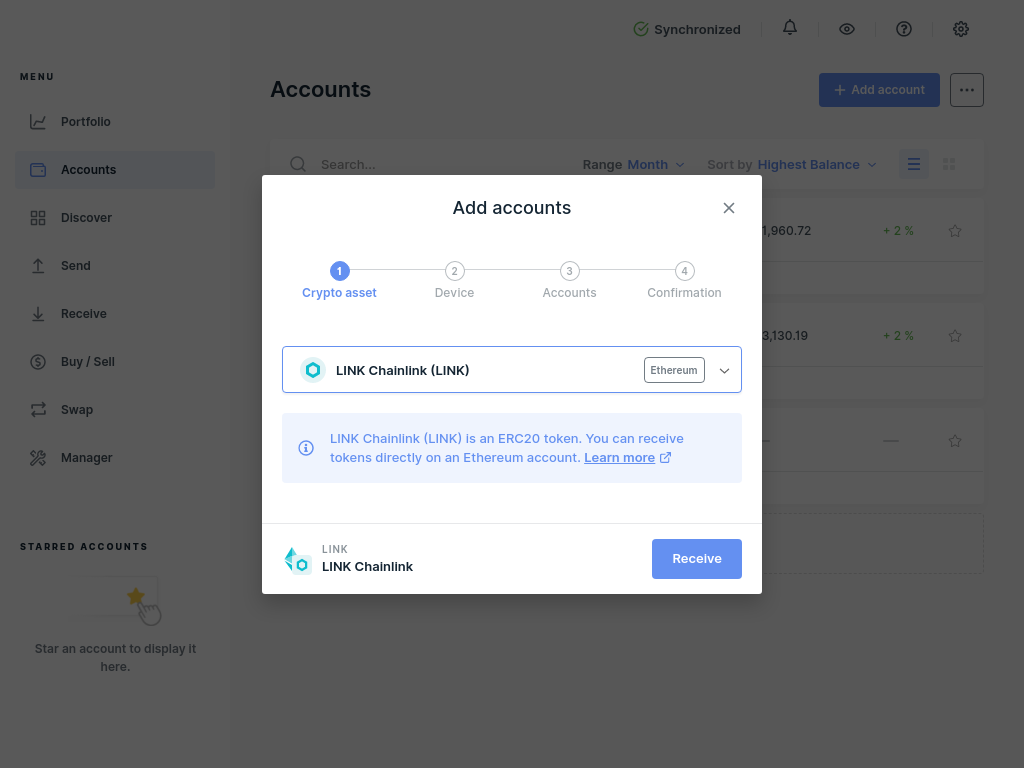 Synchronized
MENU
Accounts
+ Add account
Portfolio
Accounts
Search...
Range Month
Sort by Highest Balance
Discover
Send
Receive
Buy / Sell
Swap
Manager
1,960.72
+ 2 %
3,130.19
+ 2 %
—
Add accounts
1
2
3
4
Crypto asset
Device
Accounts
Confirmation
LINK Chainlink (LINK)
Ethereum
LINK Chainlink (LINK) is an ERC20 token. You can receive
tokens directly on an Ethereum account. Learn more
LINK
LINK Chainlink
Receive
STARRED ACCOUNTS
Star an account to display it
here.